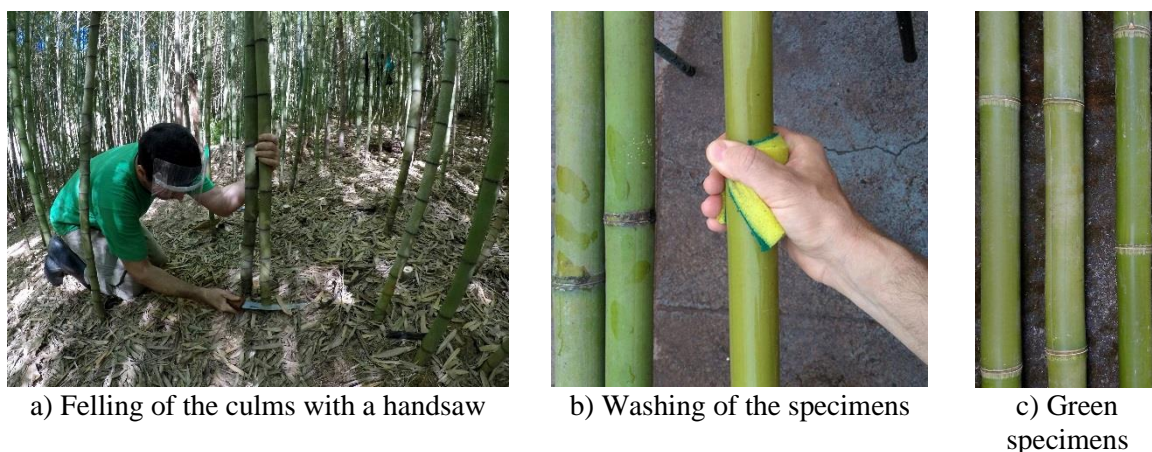 a) Felling of the culms with a handsaw
b) Washing of the specimens
c) Green
specimens